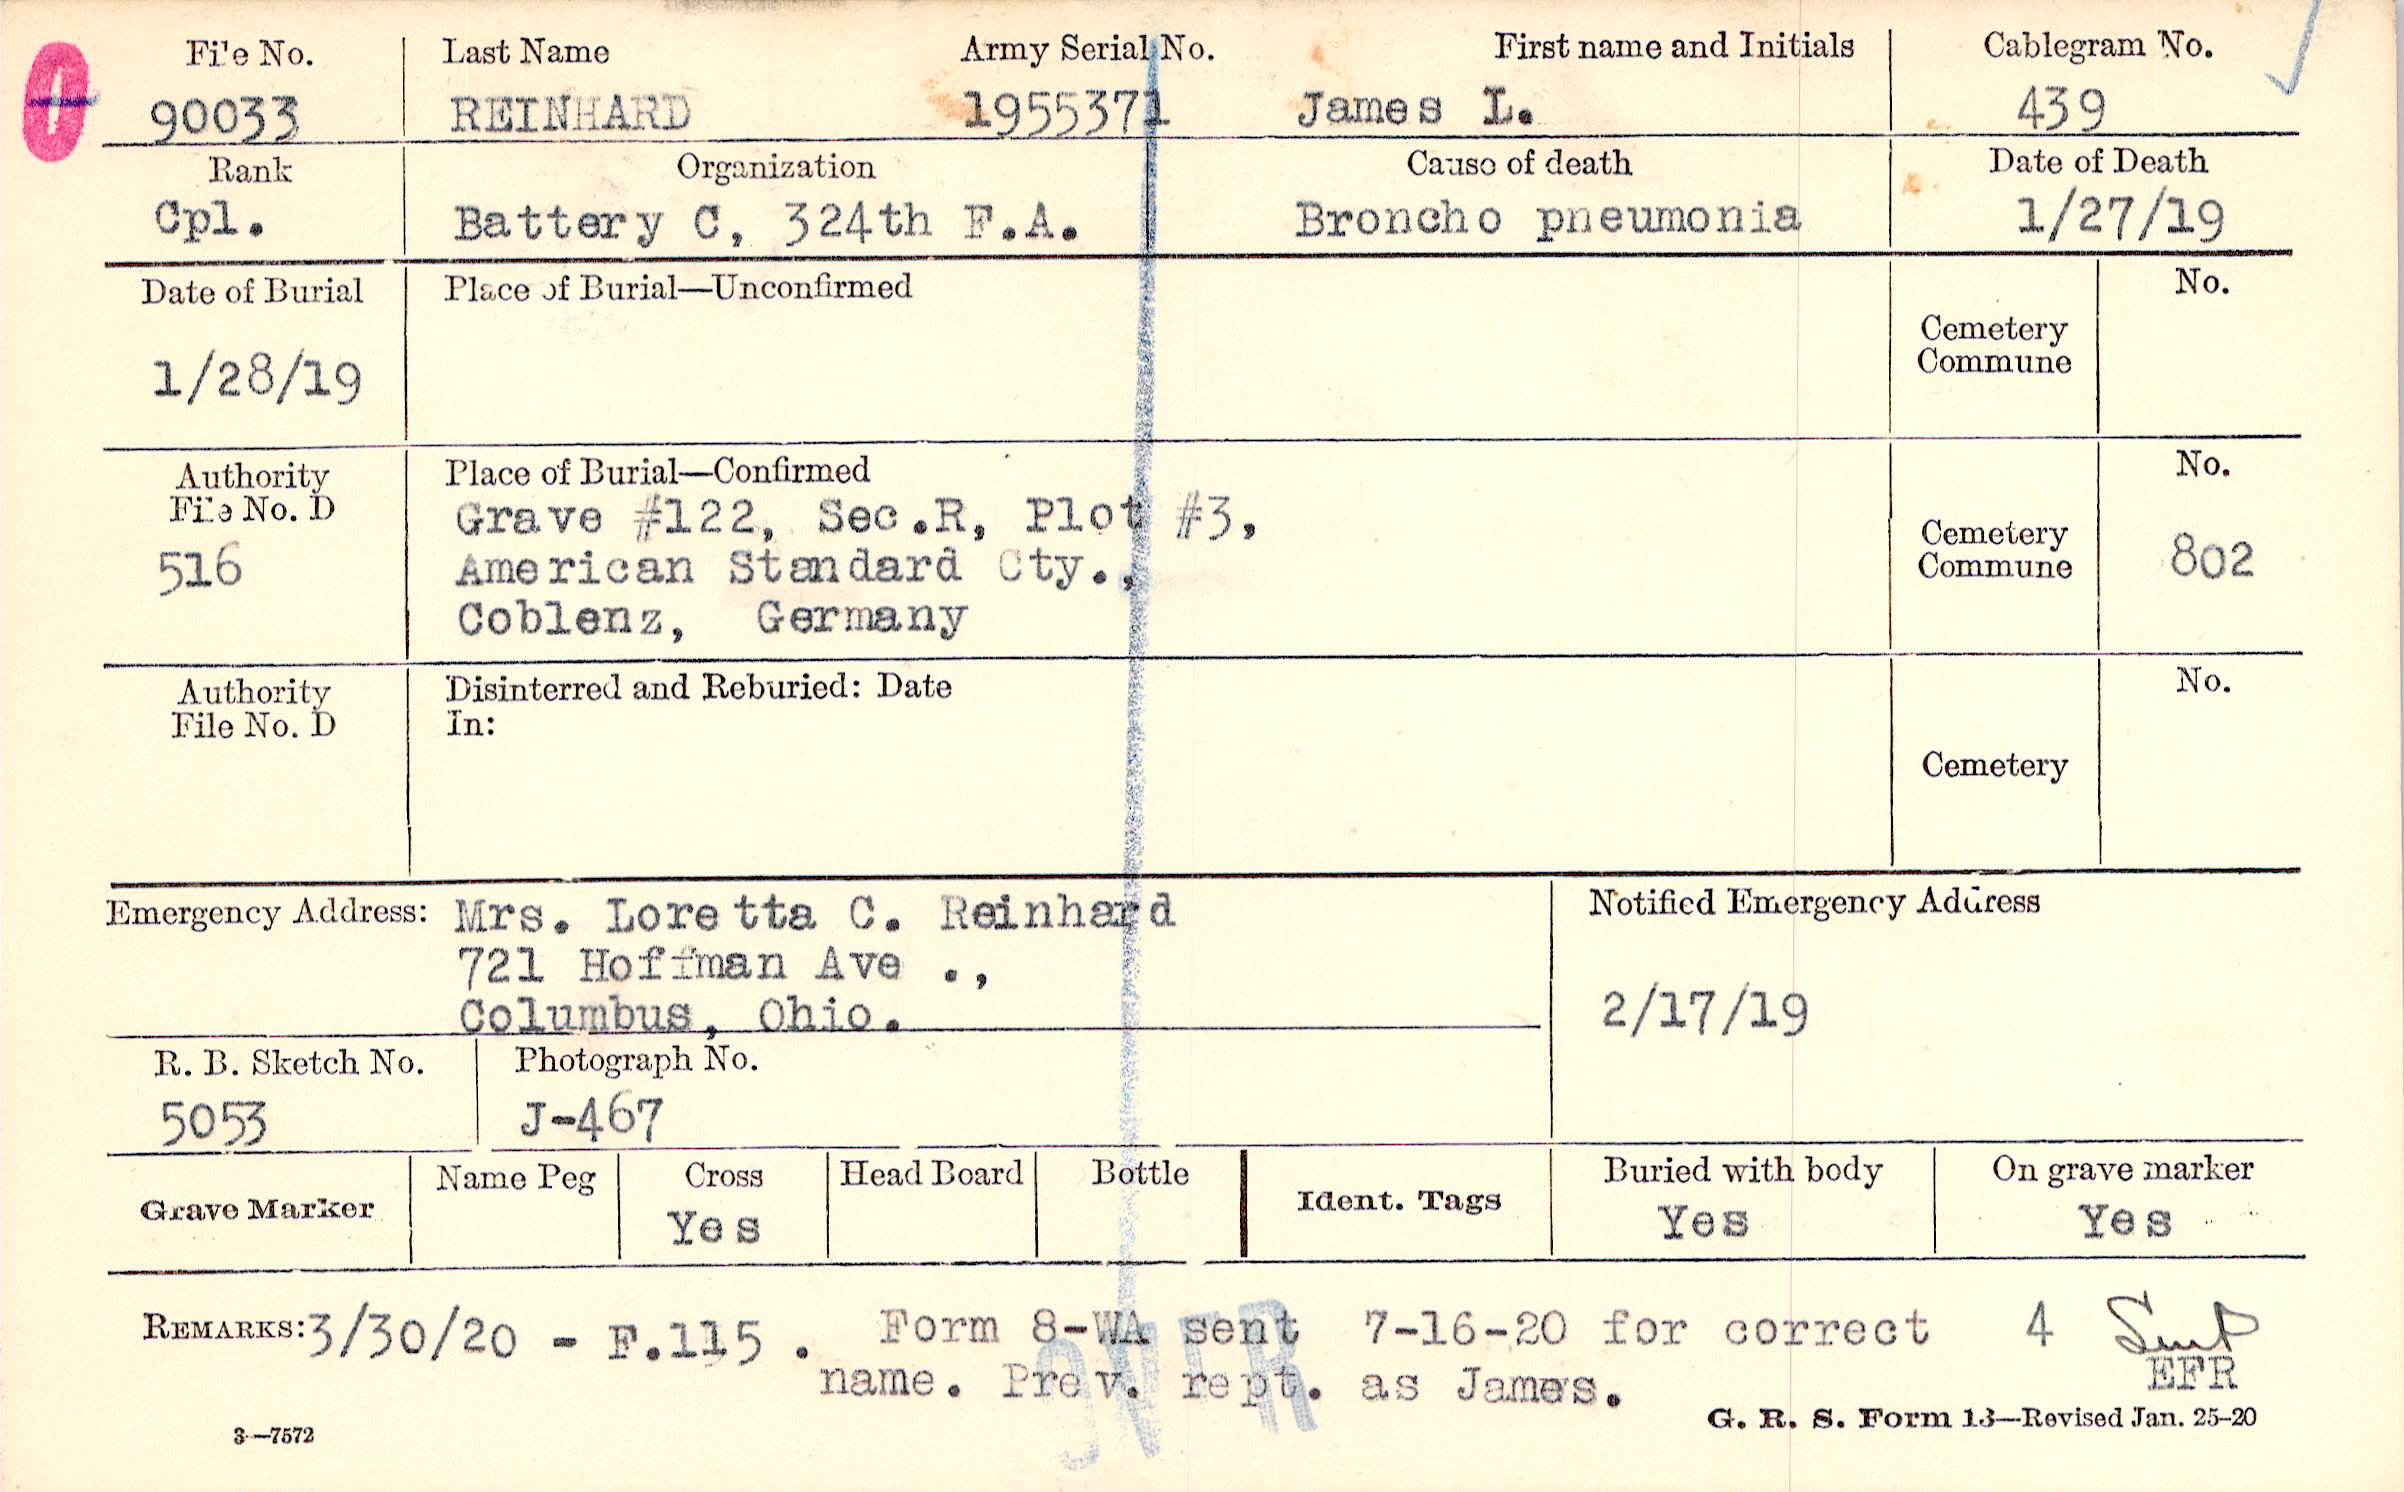 File No. Last Name Army Serial No. First name and Initials Cablegram No.
90033 REINHARD 1955371 James L. 439
Rank Organization Cause of death Date of Death
Cpl. Battery C, 324th F.A. Broncho pneumonia 1/27/19
Date of Burial Place of Burial—Unconfirmed No.
Cemetery
Commune
1/28/19
Authority Place of Burial—Confirmed No.
File No. D Grave #122, Sec.R, Plot #3,
516 American Standard Cty., Cemetery
Commune 802
Coblenz, Germany
Authority Disinterred and Reburied: Date No.
File No. D In:
Cemetery
Emergency Address: Mrs. Loretta C. Reinhard Notified Emergency Address
721 Hoffman Ave .,
Columbus, Ohio. 2/17/19
R. B. Sketch No. Photograph No.
5053 J-467
Grave Marker Name Peg Cross Head Board Bottle Ident. Tags Buried with body On grave marker
Yes Yes Yes
REMARKS: 3/30/20 - F.115 . Form 8-WA sent 7-16-20 for correct 4
name. Prev. rept. as James. EFR
OVER
3—7572 G. R. S. Form 13—Revised Jan. 25-20